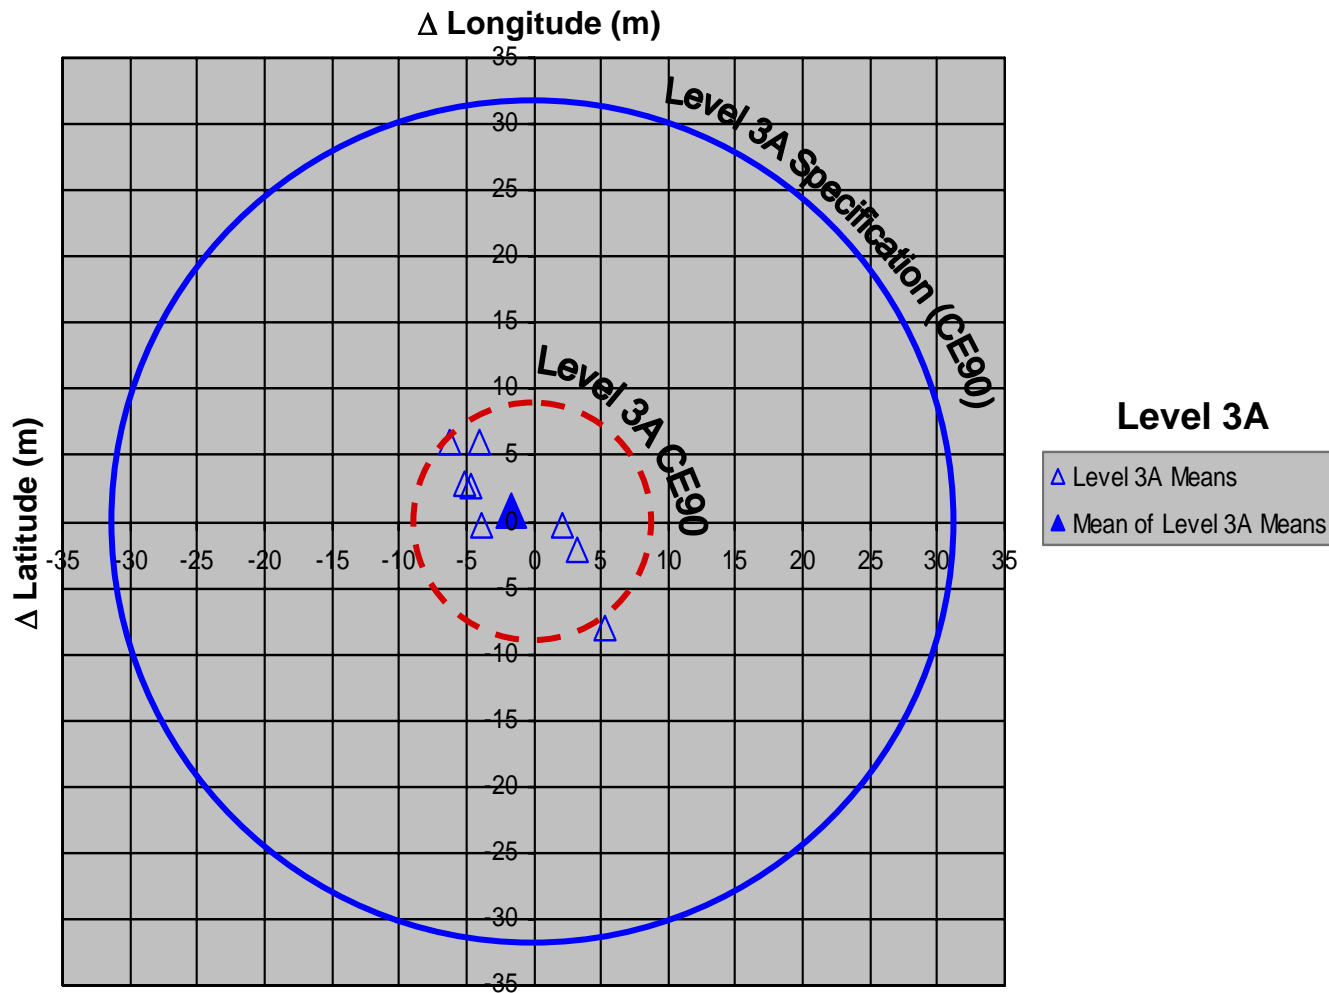 Δ Longitude (m)
35
30
25
20
15
10
5
0
-35 -30 -25 -20 -15 -10 -5 0 5 10 15 20 25 30 35
-5
-10
-15
-20
-25
-30
-35
Level 3A Specification (CE90)
Level 3A CE90
Δ Latitude (m)
Level 3A
Level 3A Means
Mean of Level 3A Means